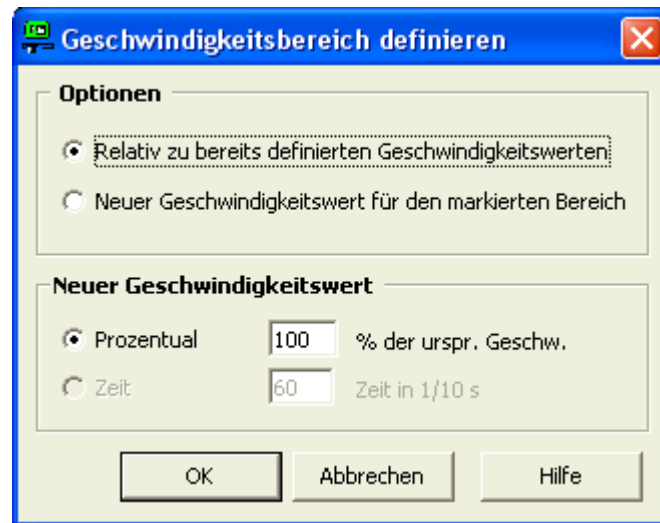 Geschwindigkeitsbereich definieren
Optionen
Relativ zu bereits definierten Geschwindigkeitswerten
Neuer Geschwindigkeitswert für den markierten Bereich
Neuer Geschwindigkeitswert
Prozentual 100 % der urspr. Geschw.
Zeit 60 Zeit in 1/10 s
OK Abbrechen Hilfe